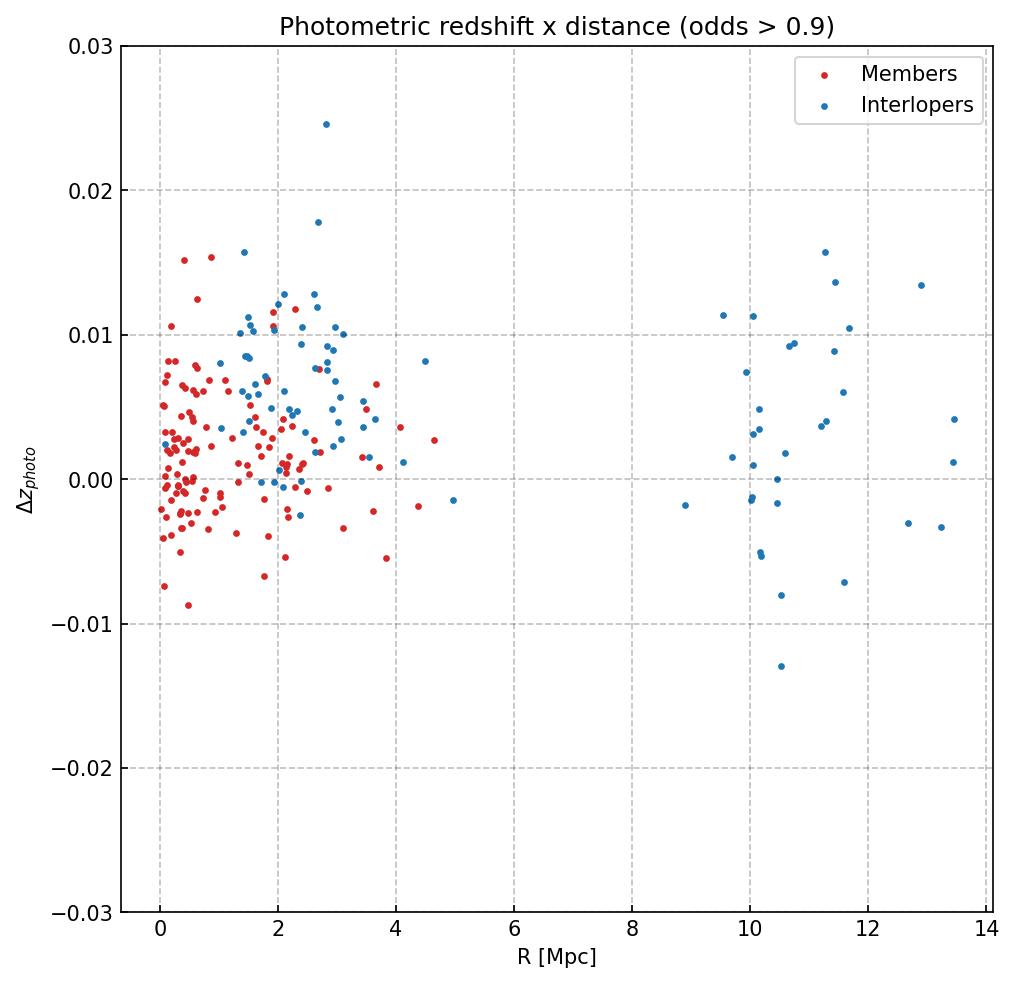 Photometric redshift x distance (odds > 0.9)
Members
Interlopers
0.03
0.02
0.01
0.00
−0.01
−0.02
−0.03
Δz_photo
0 2 4 6 8 10 12 14
R [Mpc]